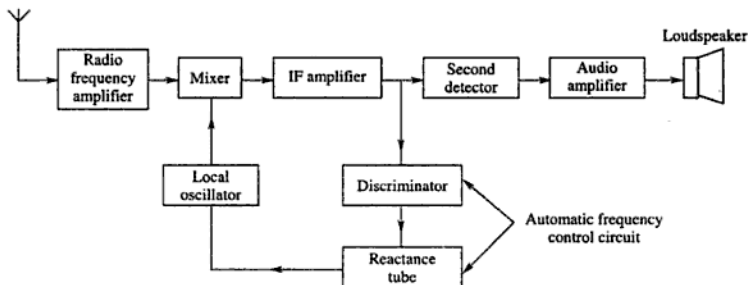 Loudspeaker
Radio
frequency
amplifier
Mixer
IF amplifier
Second
detector
Audio
amplifier
Local
oscillator
Discriminator
Automatic frequency
control circuit
Reactance
tube